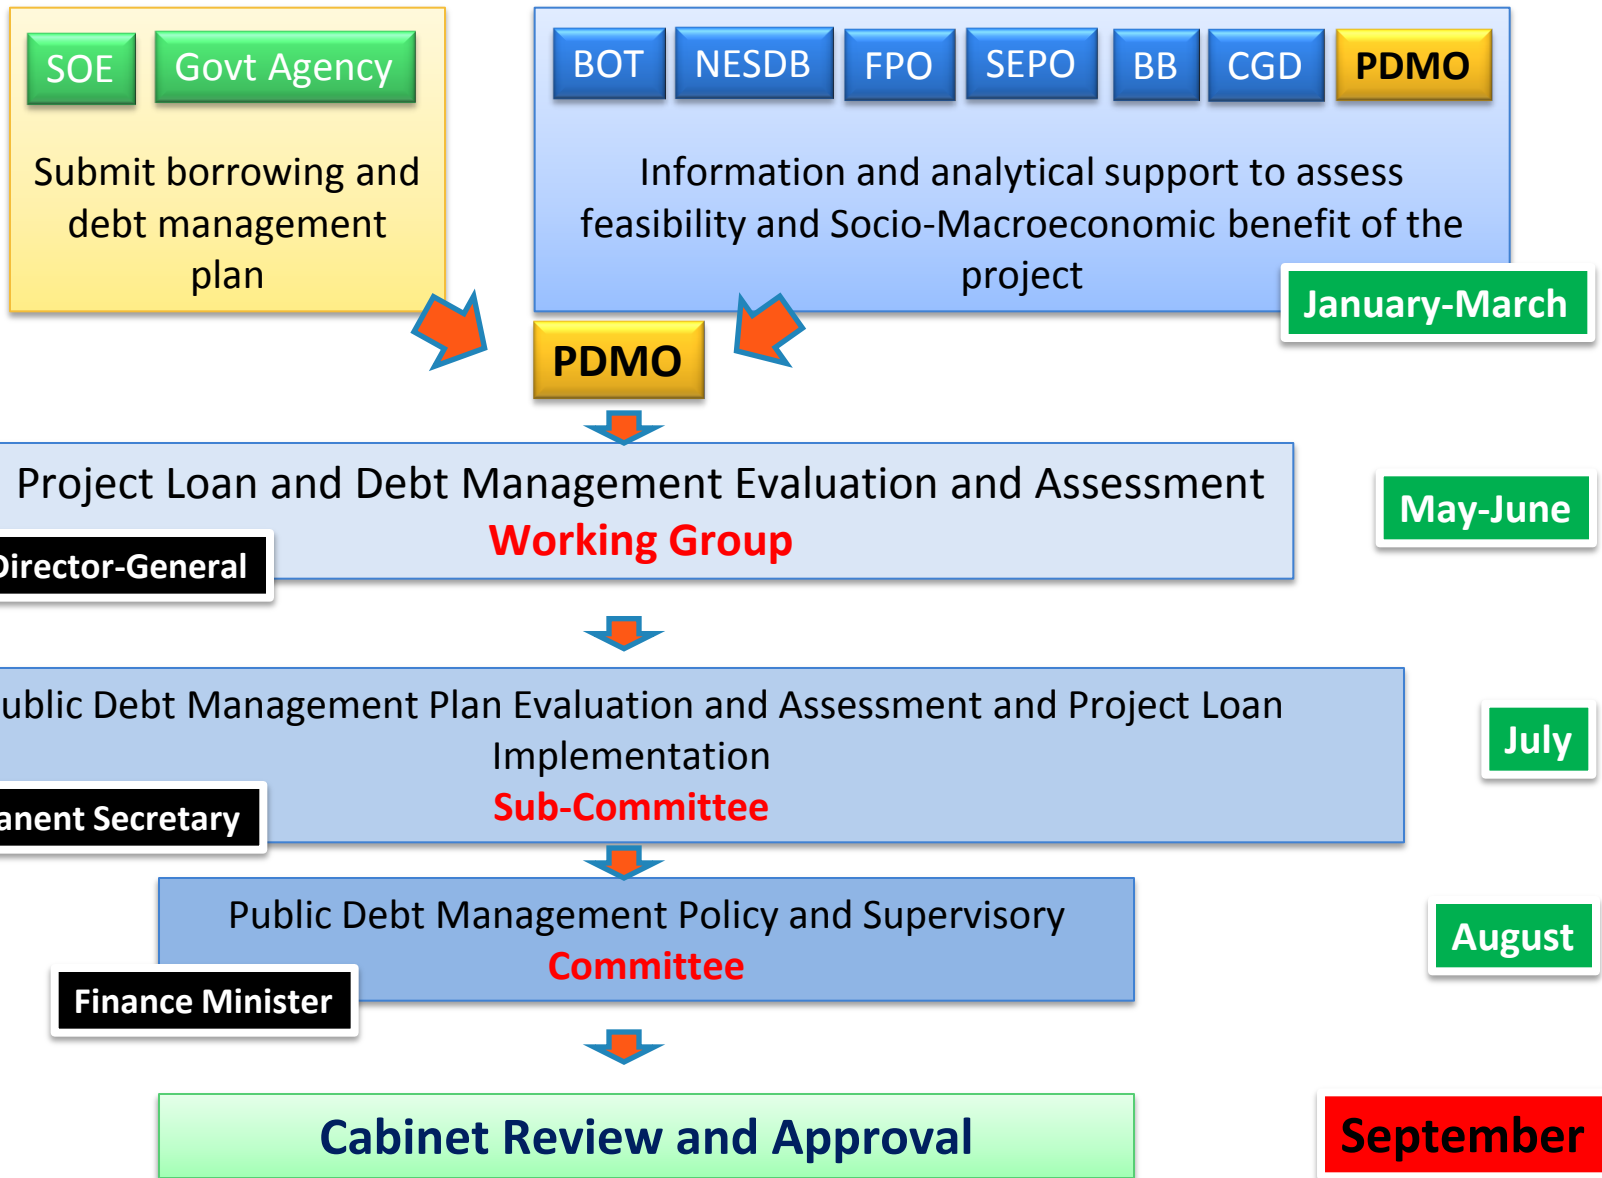 SOE
Govt Agency
Submit borrowing and
debt management
plan
BOT
NESDB
FPO
SEPO
BB
CGD
PDMO
Information and analytical support to assess
feasibility and Socio-Macroeconomic benefit of the
project
January-March
PDMO
Project Loan and Debt Management Evaluation and Assessment
Working Group
Director-General
May-June
ublic Debt Management Plan Evaluation and Assessment and Project Loan
Implementation
Sub-Committee
anent Secretary
July
Public Debt Management Policy and Supervisory
Committee
Finance Minister
August
Cabinet Review and Approval
September